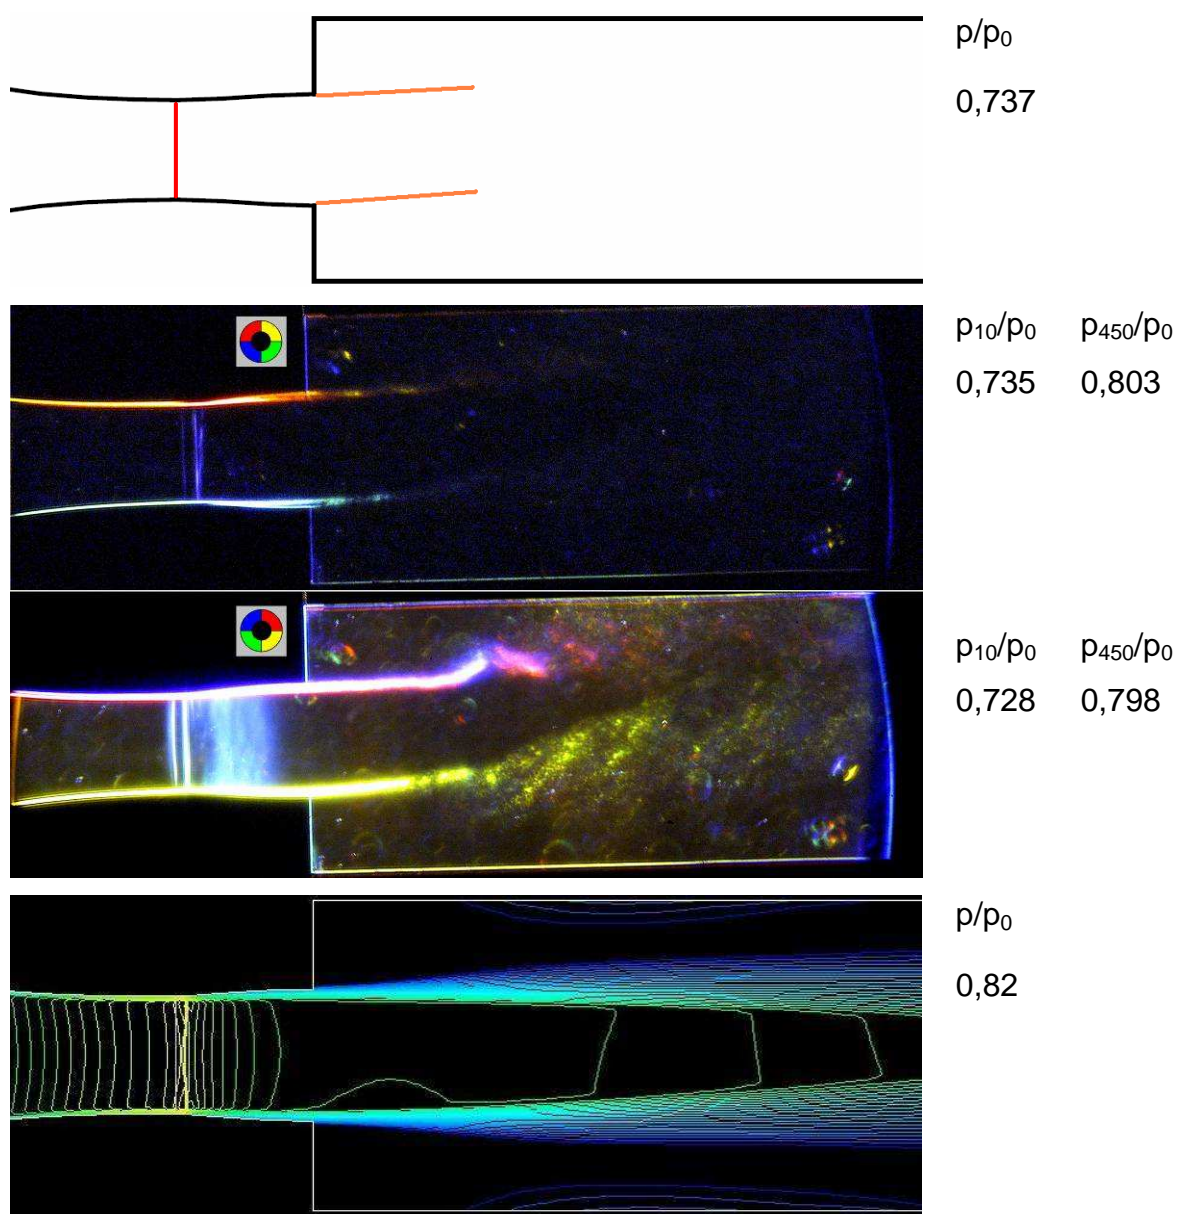 p/p₀
0,737
p₁₀/p₀ p₄₅₀/p₀
0,735 0,803
p₁₀/p₀ p₄₅₀/p₀
0,728 0,798
p/p₀
0,82